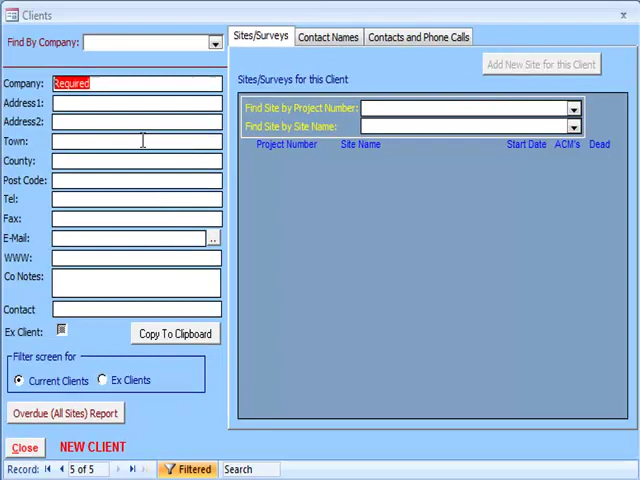 Clients
x
Find By Company:
Company: Required
Address1:
Address2:
Town:
County:
Post Code:
Tel:
Fax:
E-Mail: ..
WWW:
Co Notes:
Contact
Ex Client:
Copy To Clipboard
Filter screen for
Current Clients Ex Clients
Overdue (All Sites) Report
Close NEW CLIENT
Sites/Surveys Contact Names Contacts and Phone Calls
Add New Site for this Client
Sites/Surveys for this Client
Find Site by Project Number:
Find Site by Site Name:
Project Number Site Name Start Date ACM's Dead
Record: 5 of 5 Filtered Search